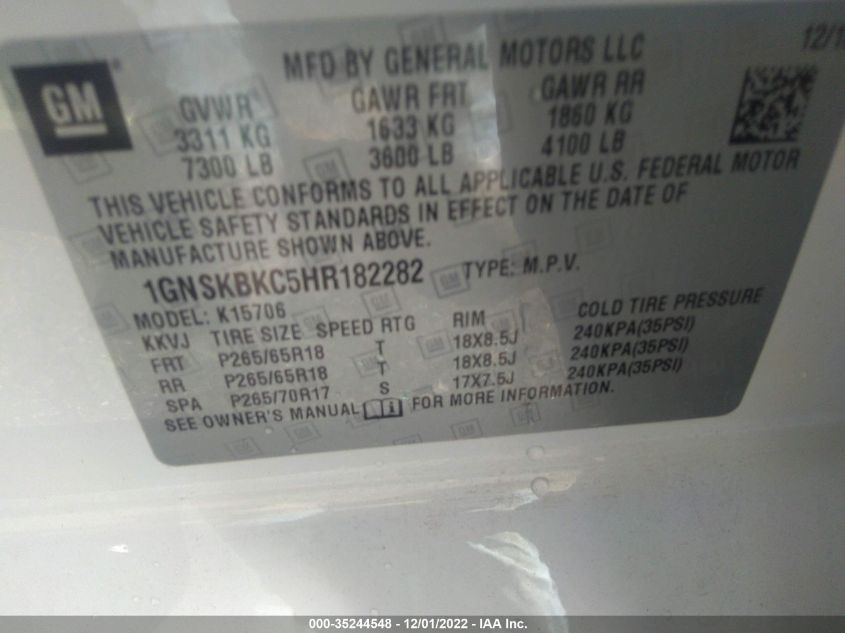 GM
MFD BY GENERAL MOTORS LLC
GVWR GAWR FRT GAWR RR
3311 KG 1633 KG 1860 KG
7300 LB 3600 LB 4100 LB
THIS VEHICLE CONFORMS TO ALL APPLICABLE U.S. FEDERAL MOTOR
VEHICLE SAFETY STANDARDS IN EFFECT ON THE DATE OF
MANUFACTURE SHOWN ABOVE.
1GNSKBKC5HR182282 TYPE: M.P.V.
MODEL: K15706
KKVJ TIRE SIZE SPEED RTG RIM COLD TIRE PRESSURE
FRT P265/65R18 T 18X8.5J 240KPA(35PSI)
RR P265/65R18 T 18X8.5J 240KPA(35PSI)
SPA P265/70R17 S 17X7.5J 240KPA(35PSI)
SEE OWNER'S MANUAL FOR MORE INFORMATION.
000-35244548 - 12/01/2022 - IAA Inc.